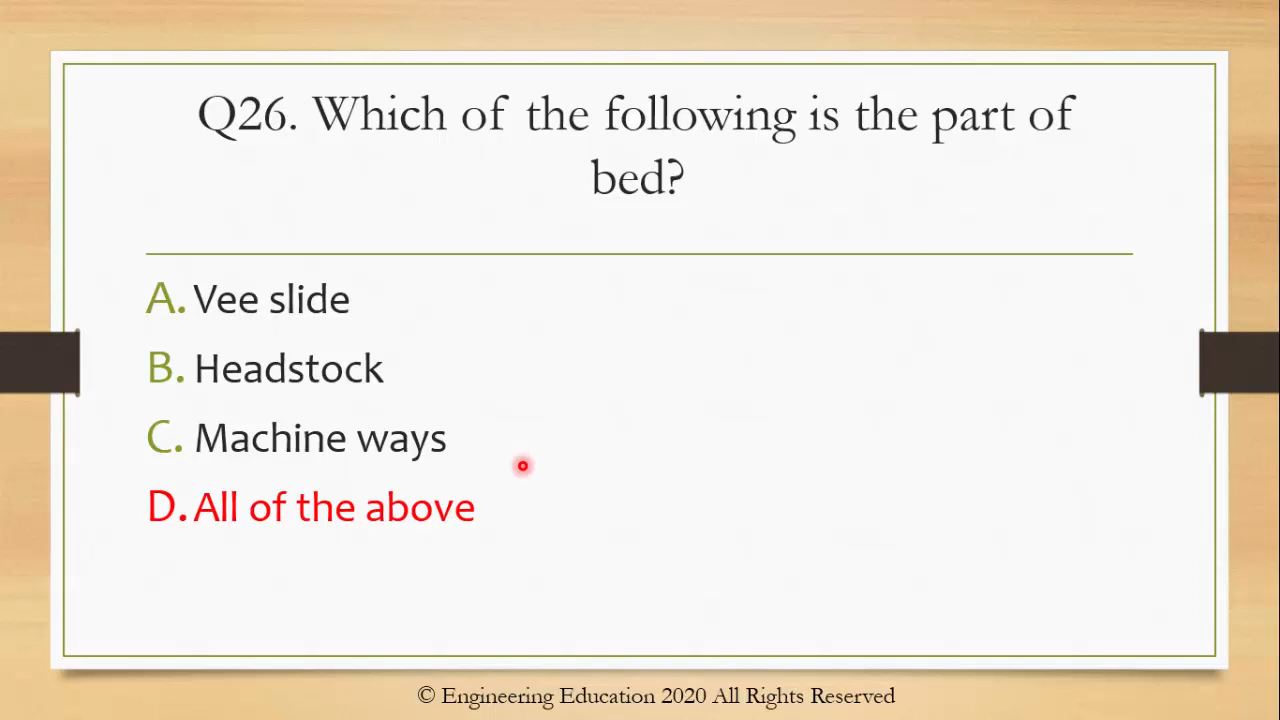 Q26. Which of the following is the part of
bed?
A. Vee slide
B. Headstock
C. Machine ways
D. All of the above
© Engineering Education 2020 All Rights Reserved